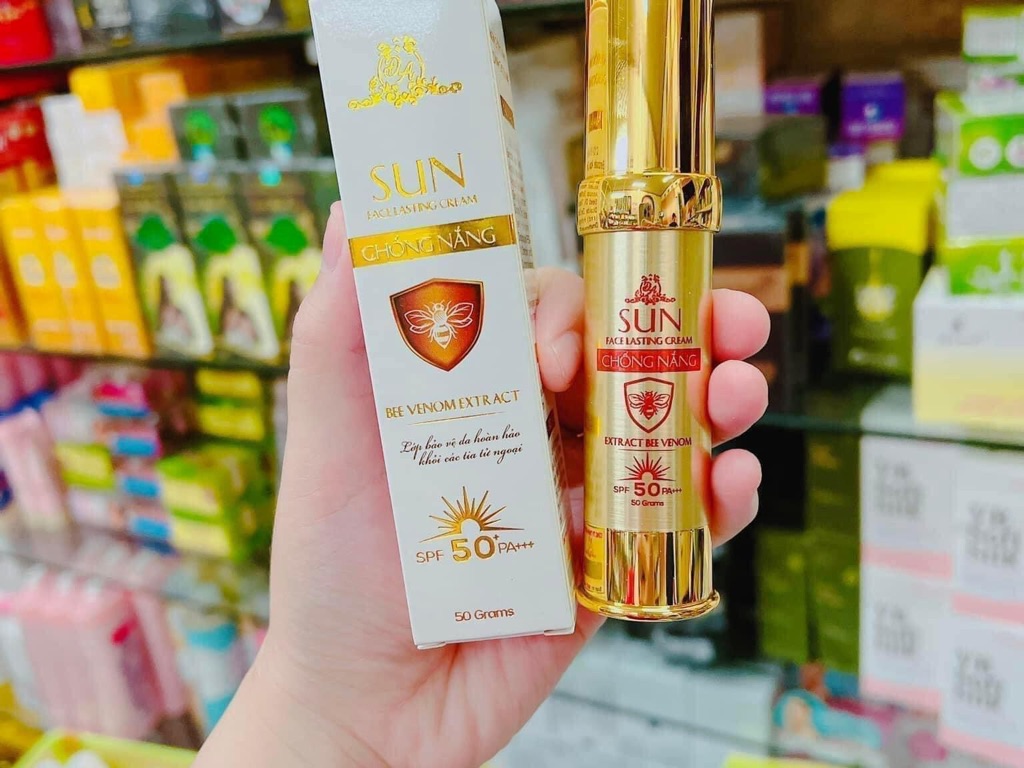 SUN
FACE LASTING CREAM
CHỐNG NẮNG
BEE VENOM EXTRACT
Lớp bảo vệ da hoàn hảo
khỏi các tia tử ngoại
SPF 50+ PA+++
50 Grams
SUN
FACE LASTING CREAM
CHỐNG NẮNG
EXTRACT BEE VENOM
SPF 50 PA+++
50 Grams